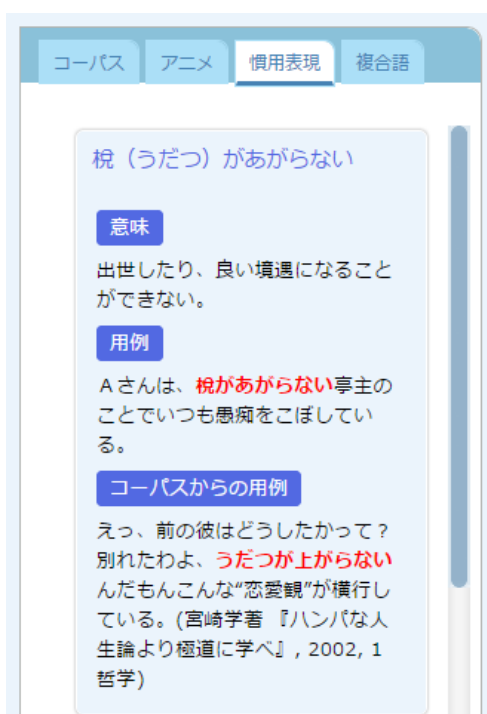 コーパス
アニメ
慣用表現
複合語
梲（うだつ）があがらない
意味
出世したり、良い境遇になること
ができない。
用例
Ａさんは、梲があがらない亭主の
ことでいつも愚痴をこぼしてい
る。
コーパスからの用例
えっ、前の彼はどうしたかって？
別れたわよ、うだつが上がらない
んだもんこんな“恋愛観”が横行し
ている。(宮崎学著 『ハンパな人
生論より極道に学べ』, 2002, 1
哲学)